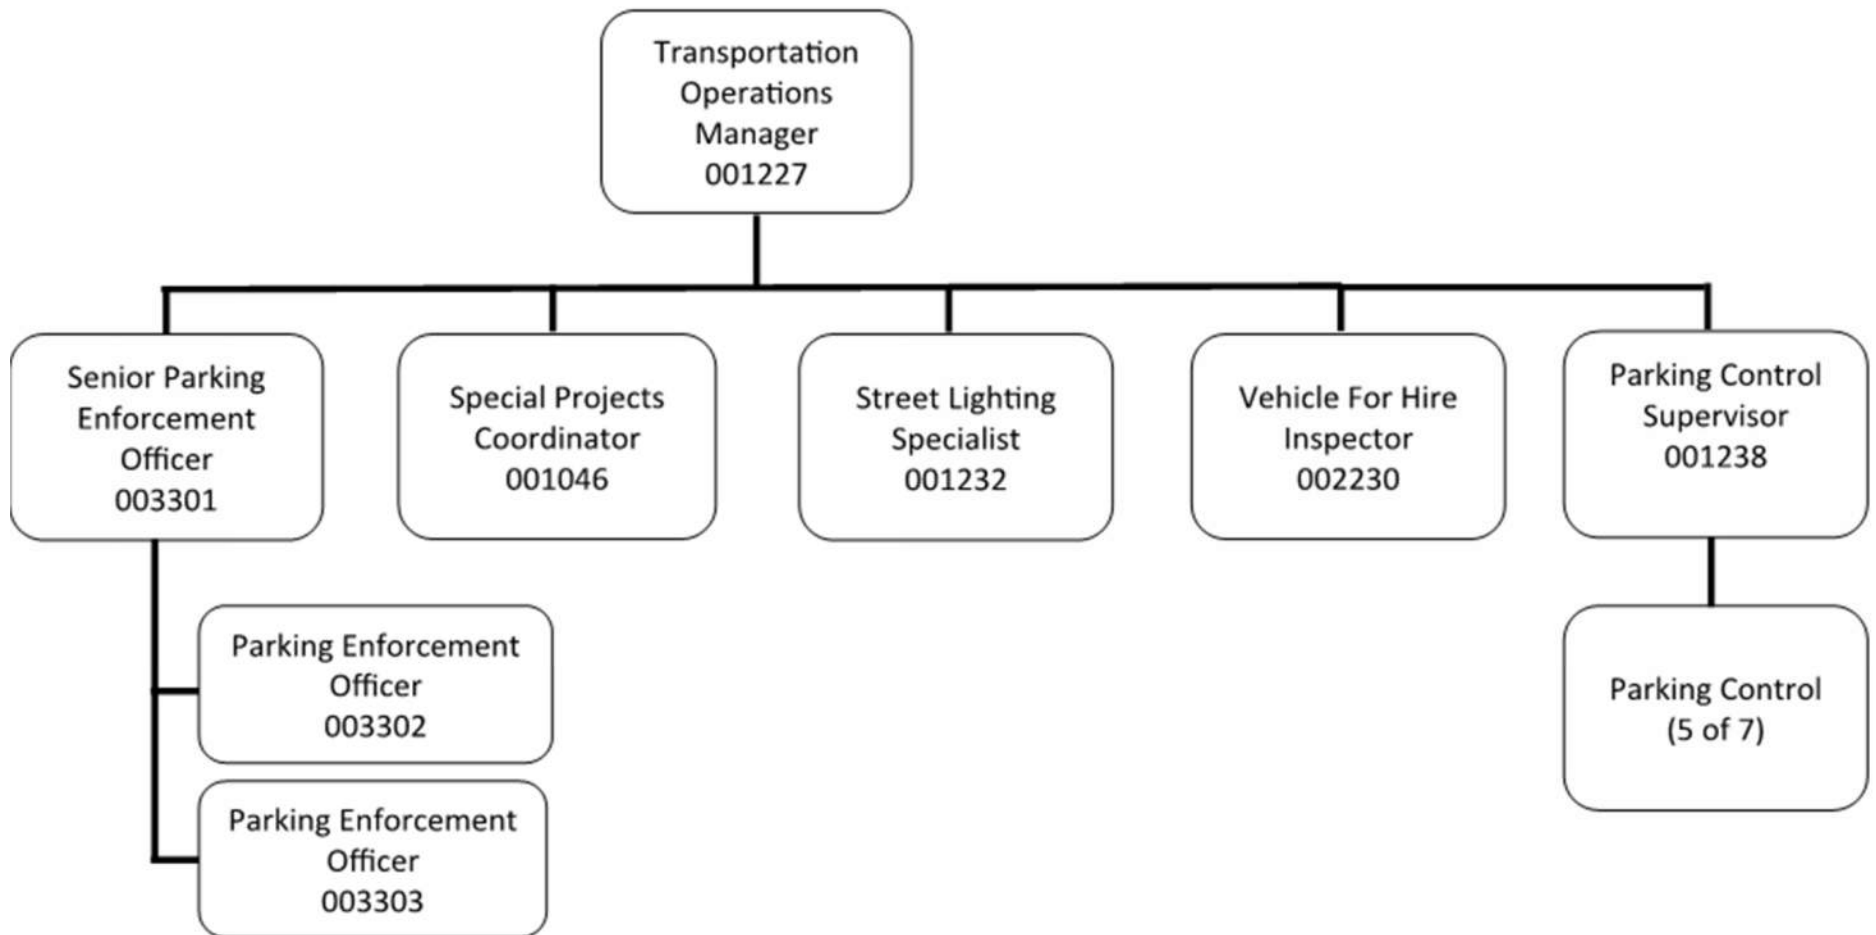 Transportation
Operations
Manager
001227
Senior Parking
Enforcement
Officer
003301
Special Projects
Coordinator
001046
Street Lighting
Specialist
001232
Vehicle For Hire
Inspector
002230
Parking Control
Supervisor
001238
Parking Enforcement
Officer
003302
Parking Enforcement
Officer
003303
Parking Control
(5 of 7)